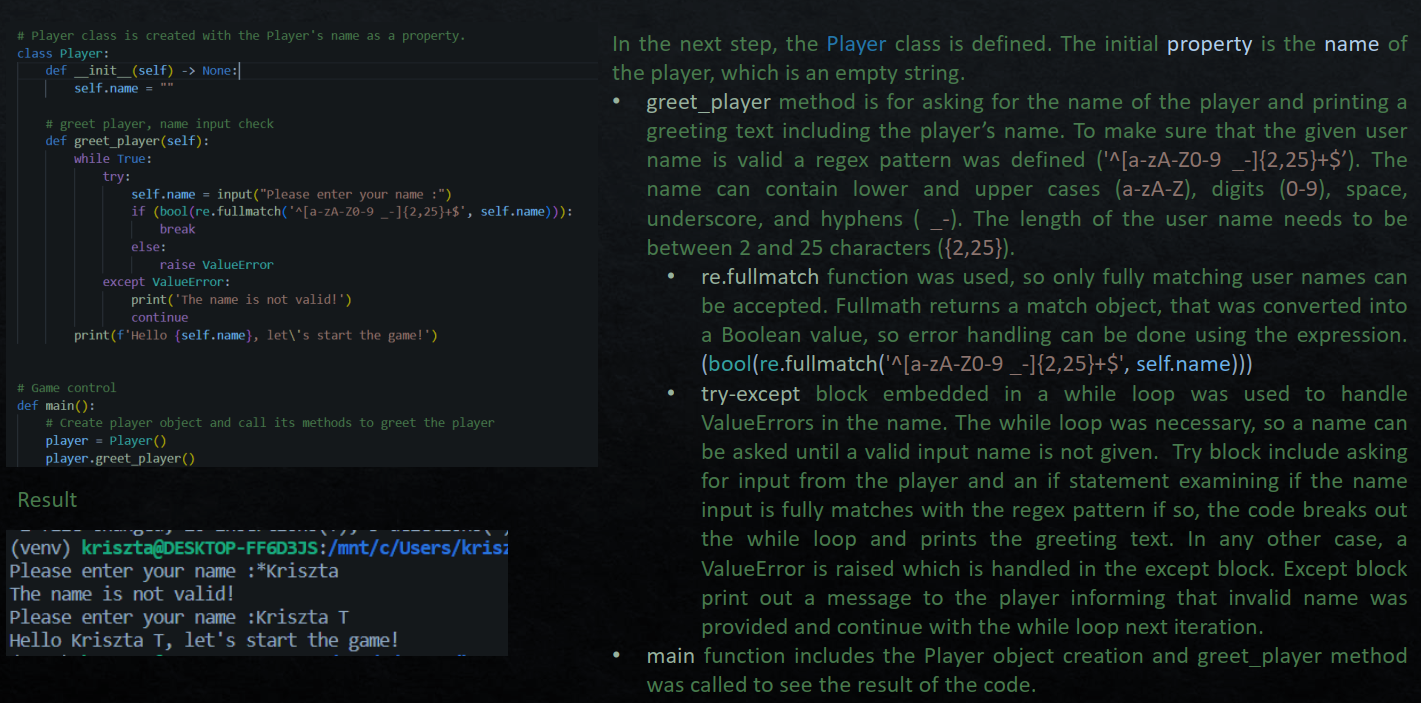 # Player class is created with the Player's name as a property.
class Player:
    def __init__(self) -> None:
        self.name = ""
    # greet player, name input check
    def greet_player(self):
        while True:
            try:
                self.name = input("Please enter your name :")
                if (bool(re.fullmatch('^[a-zA-Z0-9 _-]{2,25}+$', self.name))):
                    break
                else:
                    raise ValueError
            except ValueError:
                print('The name is not valid!')
                continue
        print(f'Hello {self.name}, let\'s start the game!')
# Game control
def main():
    # Create player object and call its methods to greet the player
    player = Player()
    player.greet_player()
Result
(venv) kriszta@DESKTOP-FF6D3JS:/mnt/c/Users/krisz
Please enter your name :*Kriszta
The name is not valid!
Please enter your name :Kriszta T
Hello Kriszta T, let's start the game!
In the next step, the Player class is defined. The initial property is the name of
the player, which is an empty string.
• greet_player method is for asking for the name of the player and printing a
greeting text including the player's name. To make sure that the given user
name is valid a regex pattern was defined ('^[a-zA-Z0-9 _-]{2,25}+$'). The
name can contain lower and upper cases (a-zA-Z), digits (0-9), space,
underscore, and hyphens ( _-). The length of the user name needs to be
between 2 and 25 characters ({2,25}).
• re.fullmatch function was used, so only fully matching user names can
be accepted. Fullmath returns a match object, that was converted into
a Boolean value, so error handling can be done using the expression.
(bool(re.fullmatch('^[a-zA-Z0-9 _-]{2,25}+$', self.name)))
• try-except block embedded in a while loop was used to handle
ValueErrors in the name. The while loop was necessary, so a name can
be asked until a valid input name is not given.  Try block include asking
for input from the player and an if statement examining if the name
input is fully matches with the regex pattern if so, the code breaks out
the while loop and prints the greeting text. In any other case, a
ValueError is raised which is handled in the except block. Except block
print out a message to the player informing that invalid name was
provided and continue with the while loop next iteration.
• main function includes the Player object creation and greet_player method
was called to see the result of the code.